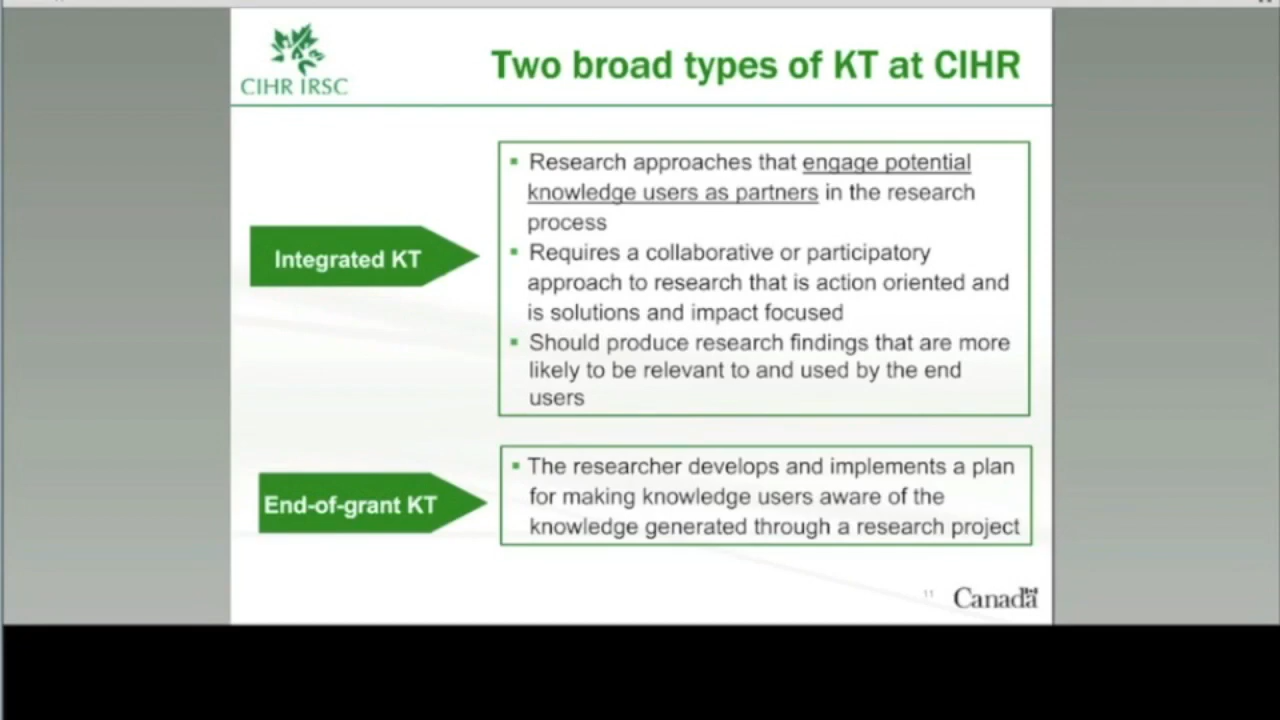 CIHR IRSC
Two broad types of KT at CIHR
Integrated KT
▪ Research approaches that engage potential
knowledge users as partners in the research
process
▪ Requires a collaborative or participatory
approach to research that is action oriented and
is solutions and impact focused
▪ Should produce research findings that are more
likely to be relevant to and used by the end
users
End-of-grant KT
▪ The researcher develops and implements a plan
for making knowledge users aware of the
knowledge generated through a research project
11
Canada